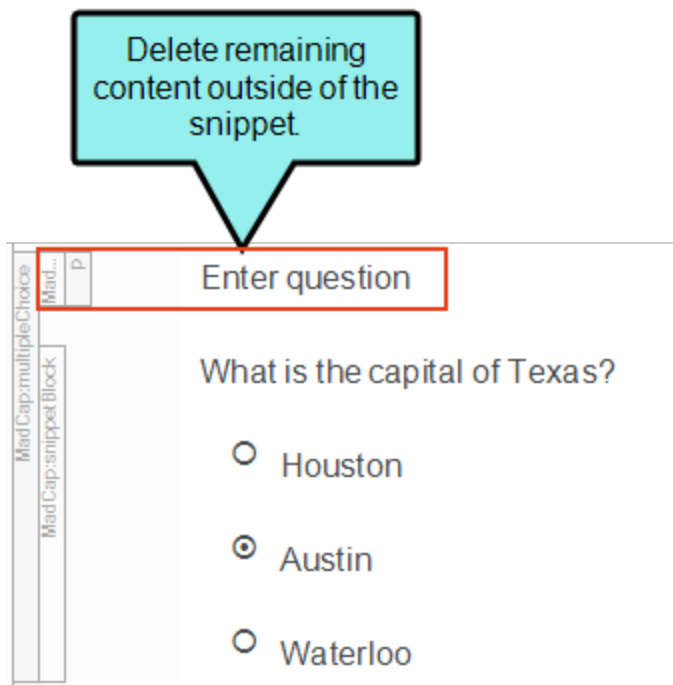 Delete remaining
content outside of the
snippet.
Mad...
p
Enter question
MadCap:multipleChoice
What is the capital of Texas?
MadCap:snippetBlock
Houston
Austin
Waterloo